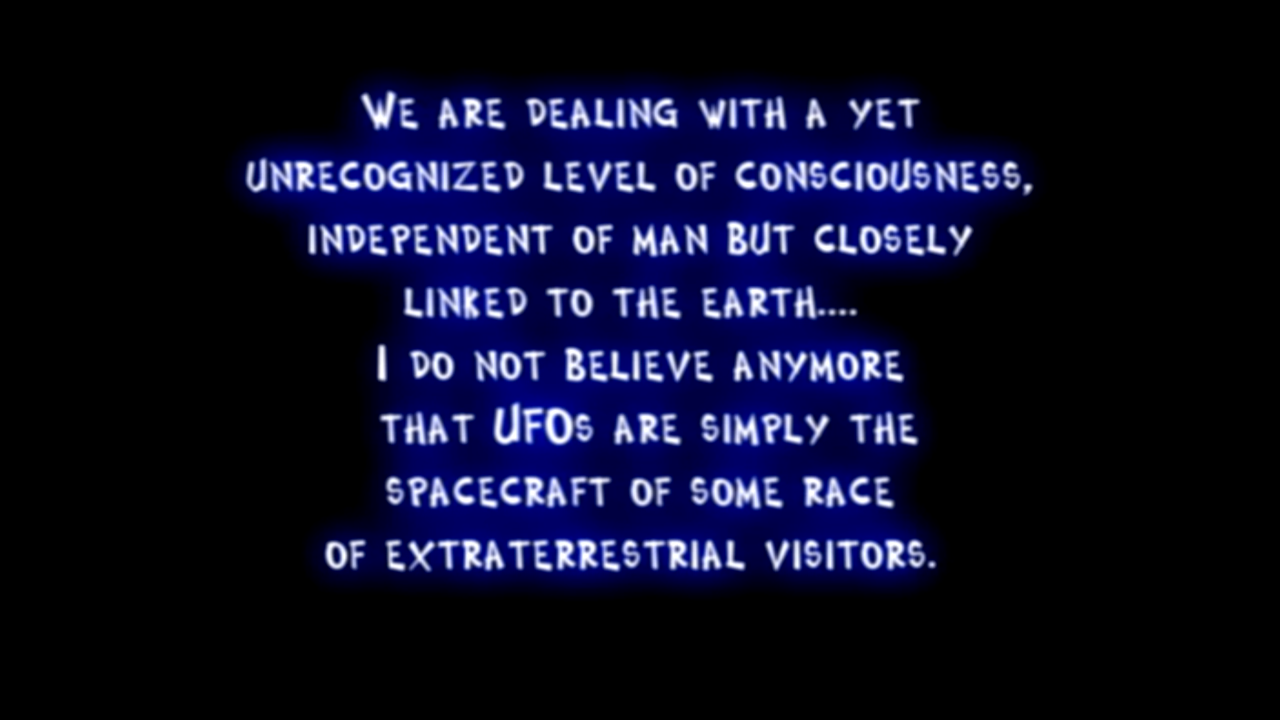 We are dealing with a yet
unrecognized level of consciousness,
independent of man but closely
linked to the earth....
I do not believe anymore
that UFOs are simply the
spacecraft of some race
of extraterrestrial visitors.